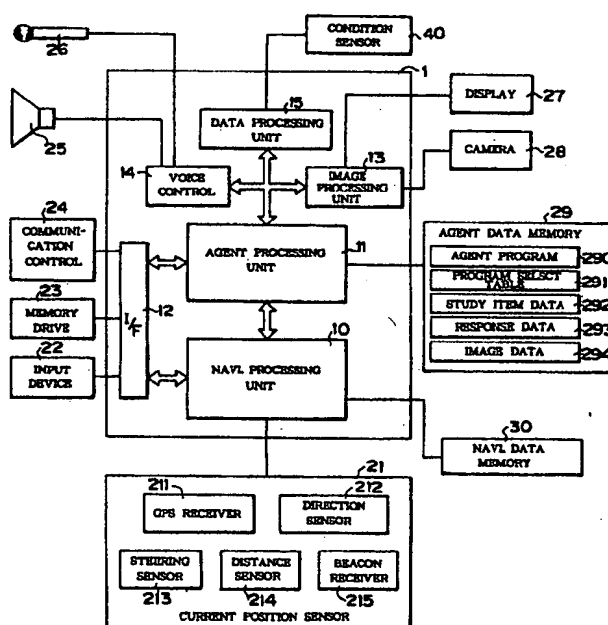 26
CONDITION
SENSOR
40
1
15
DATA PROCESSING
UNIT
DISPLAY
27
25
14
VOICE
CONTROL
13
IMAGE
PROCESSING
UNIT
CAMERA
28
24
COMMUNI-
CATION
CONTROL
29
AGENT DATA MEMORY
AGENT PROGRAM
290
PROGRAM SELECT
TABLE
291
STUDY ITEM DATA
292
RESPONSE DATA
293
IMAGE DATA
294
AGENT PROCESSING
UNIT
11
23
MEMORY DRIVE
I/F
12
22
INPUT DEVICE
10
NAVI. PROCESSING
UNIT
30
NAVI. DATA
MEMORY
21
211
GPS RECEIVER
212
DIRECTION
SENSOR
STEERING
SENSOR
213
DISTANCE
SENSOR
214
BEACON
RECEIVER
215
CURRENT POSITION SENSOR